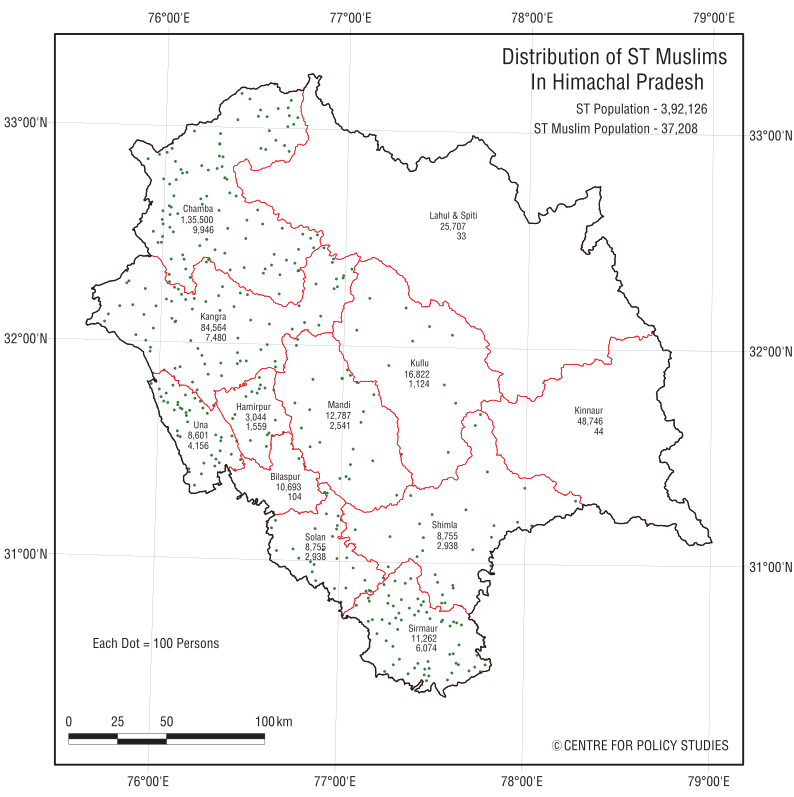 76°00'E 77°00'E 78°00'E 79°00'E
Distribution of ST Muslims
In Himachal Pradesh
ST Population - 3,92,126
ST Muslim Population - 37,208
33°00'N 33°00'N
Chamba
1,35,500
9,946
Lahul & Spiti
25,707
33
Kangra
84,564
7,480
32°00'N 32°00'N
Kullu
16,822
1,124
Hamirpur
3,044
1,559
Mandi
12,787
2,541
Kinnaur
48,746
44
Una
8,601
4,156
Bilaspur
10,693
104
Solan
8,755
2,938
Shimla
8,755
2,938
31°00'N 31°00'N
Sirmaur
11,262
6,074
Each Dot = 100 Persons
0 25 50 100 km
© CENTRE FOR POLICY STUDIES
76°00'E 77°00'E 78°00'E 79°00'E